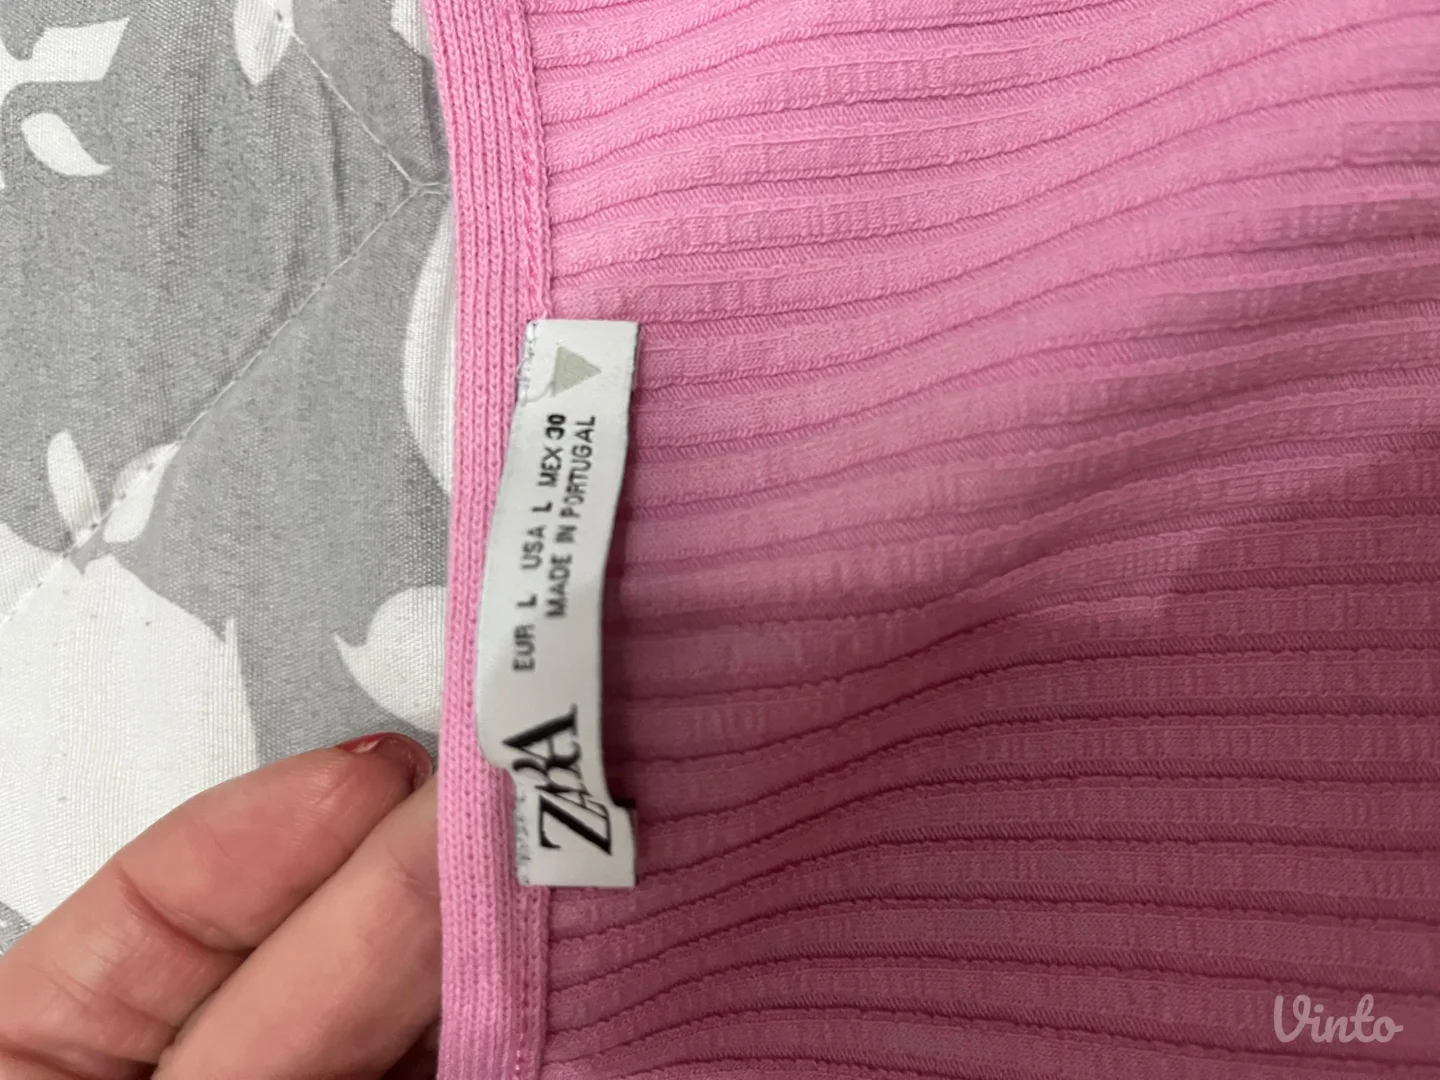 ZARA
EUR L USA L MEX 30
MADE IN PORTUGAL
Vinto